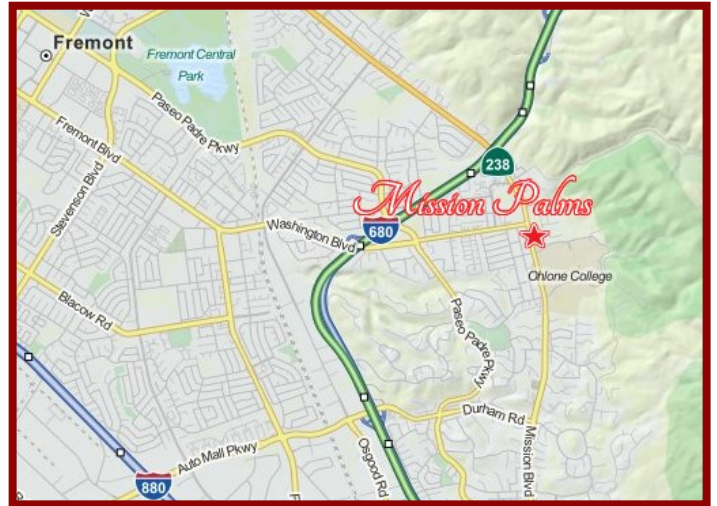 Fremont
Fremont Central
Park
Paseo Padre Pkwy
Fremont Blvd
Stevenson Blvd
238
Mission Palms
680
Washington Blvd
Ohlone College
Blacow Rd
Paseo Padre Pkwy
Durham Rd
Mission Blvd
Auto Mall Pkwy
Osgood Rd
880